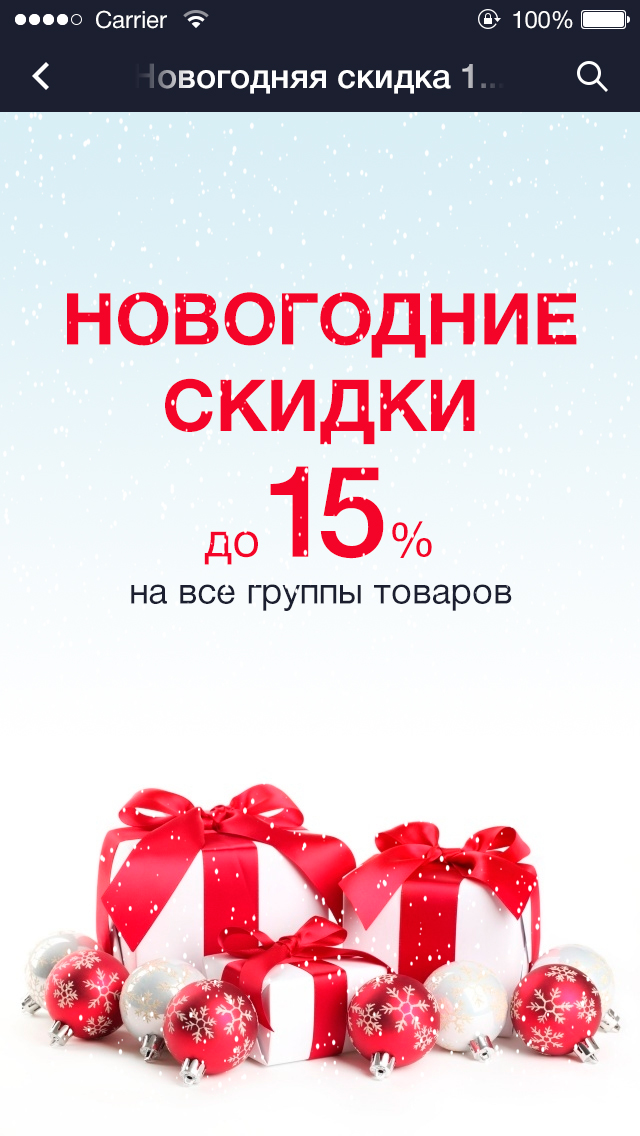 Carrier 100%
Новогодняя скидка 1...
НОВОГОДНИЕ
СКИДКИ
до 15%
на все группы товаров